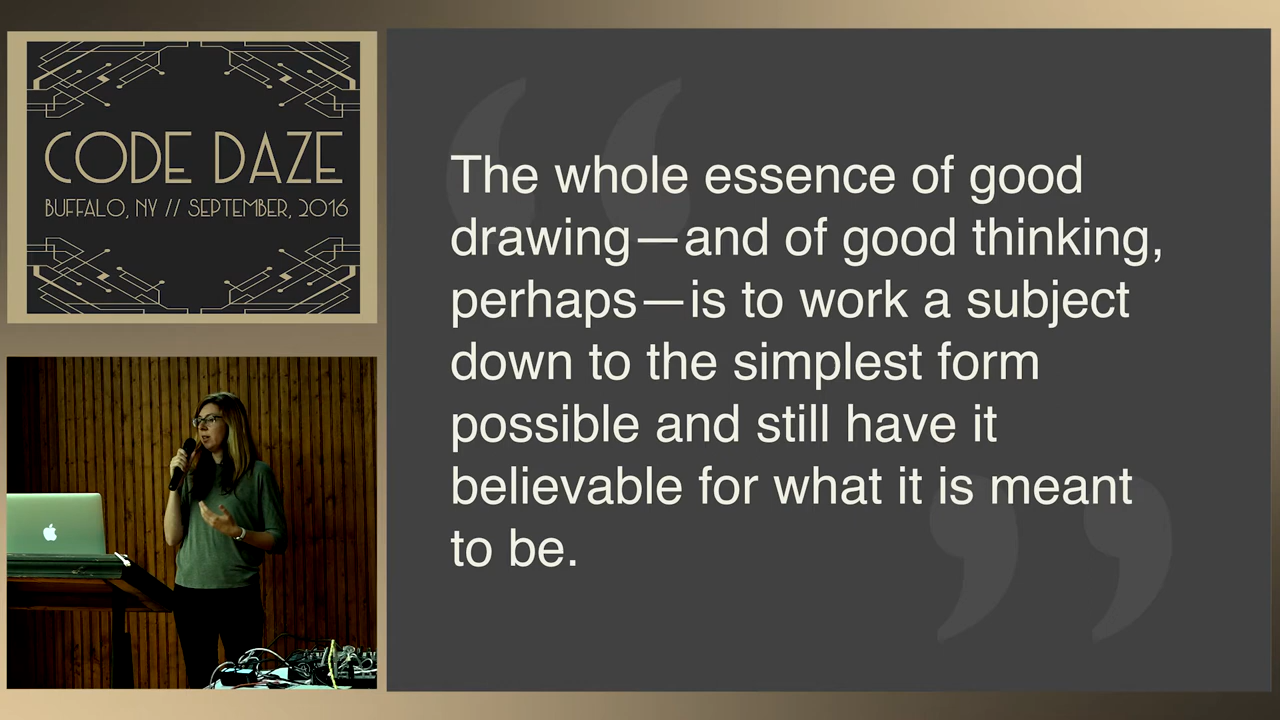 CODE DAZE
BUFFALO, NY // SEPTEMBER, 2016
The whole essence of good
drawing—and of good thinking,
perhaps—is to work a subject
down to the simplest form
possible and still have it
believable for what it is meant
to be.